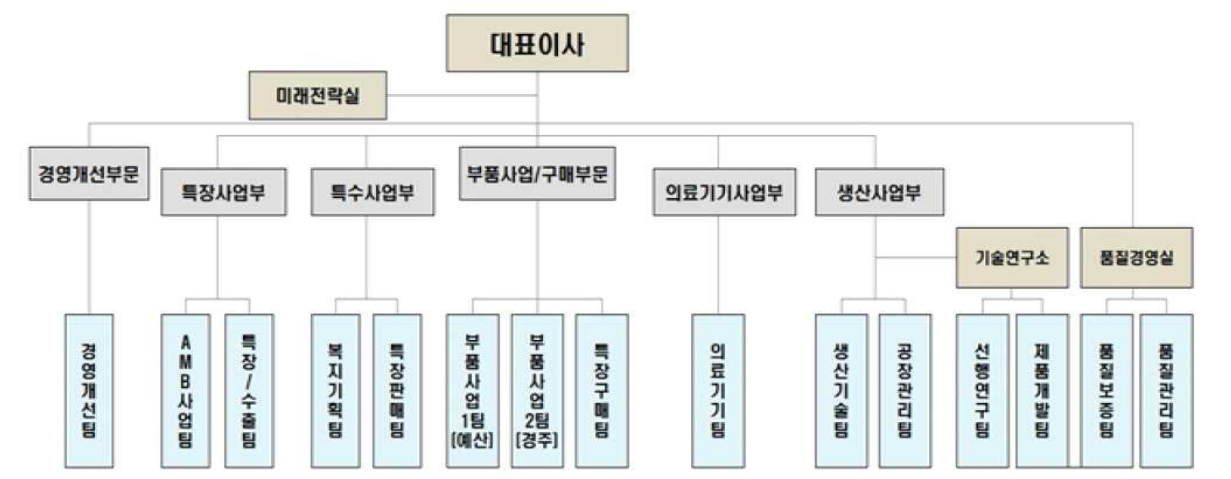 대표이사
미래전략실
경영개선부문
특장사업부
특수사업부
부품사업/구매부문
의료기기사업부
생산사업부
기술연구소
품질경영실
경영개선팀
AMB사업팀
특장/수출팀
복지기획팀
특장판매팀
부품사업1팀
(예산)
부품사업2팀
(경주)
특장구매팀
의료기기팀
생산기술팀
공장관리팀
선행연구팀
제품개발팀
품질보증팀
품질관리팀